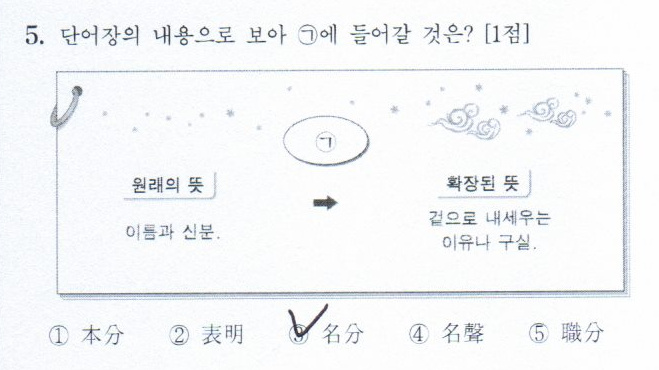 5. 단어장의 내용으로 보아 ㉠에 들어갈 것은? [1점]
㉠
원래의 뜻
확장된 뜻
이름과 신분.
➡
겉으로 내세우는
이유나 구실.
① 本分 ② 表明 ③ 名分 ④ 名聲 ⑤ 職分